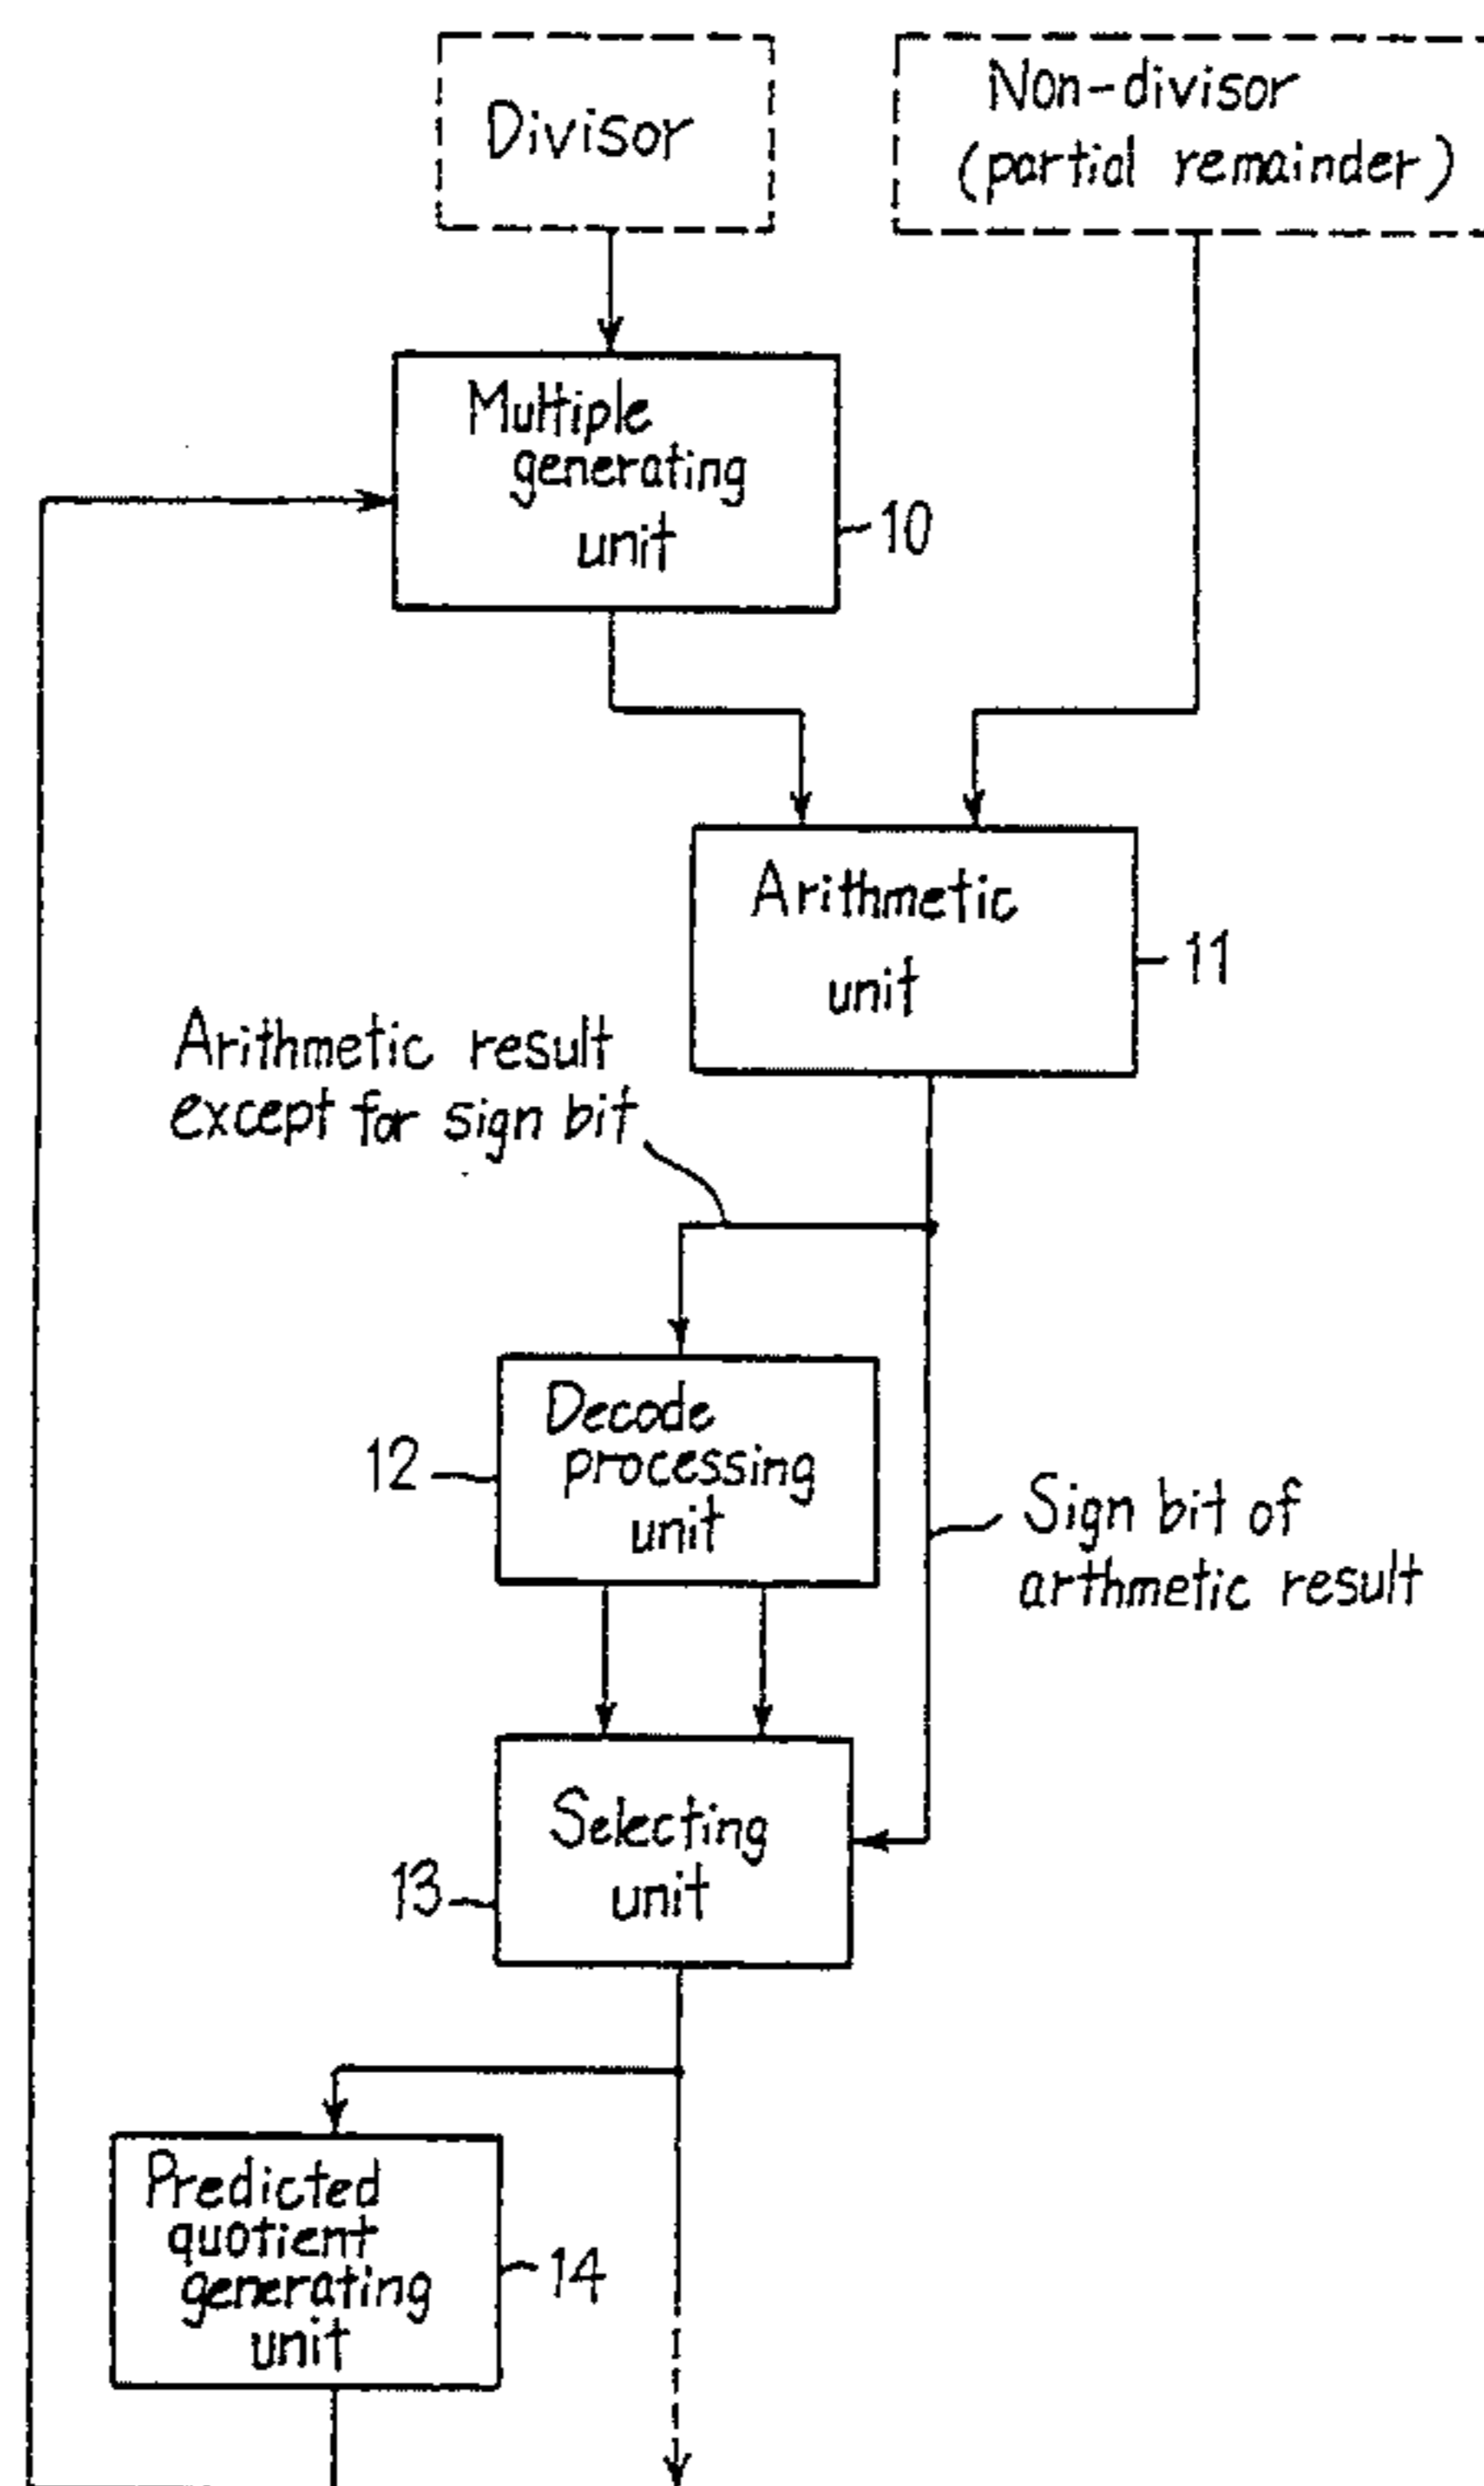 Divisor
Non-divisor
(partial remainder)
Multiple
generating
unit
10
Arithmetic
unit
11
Arithmetic result
except for sign bit
Decode
processing
unit
12
Sign bit of
arthmetic result
Selecting
unit
13
Predicted
quotient
generating
unit
14